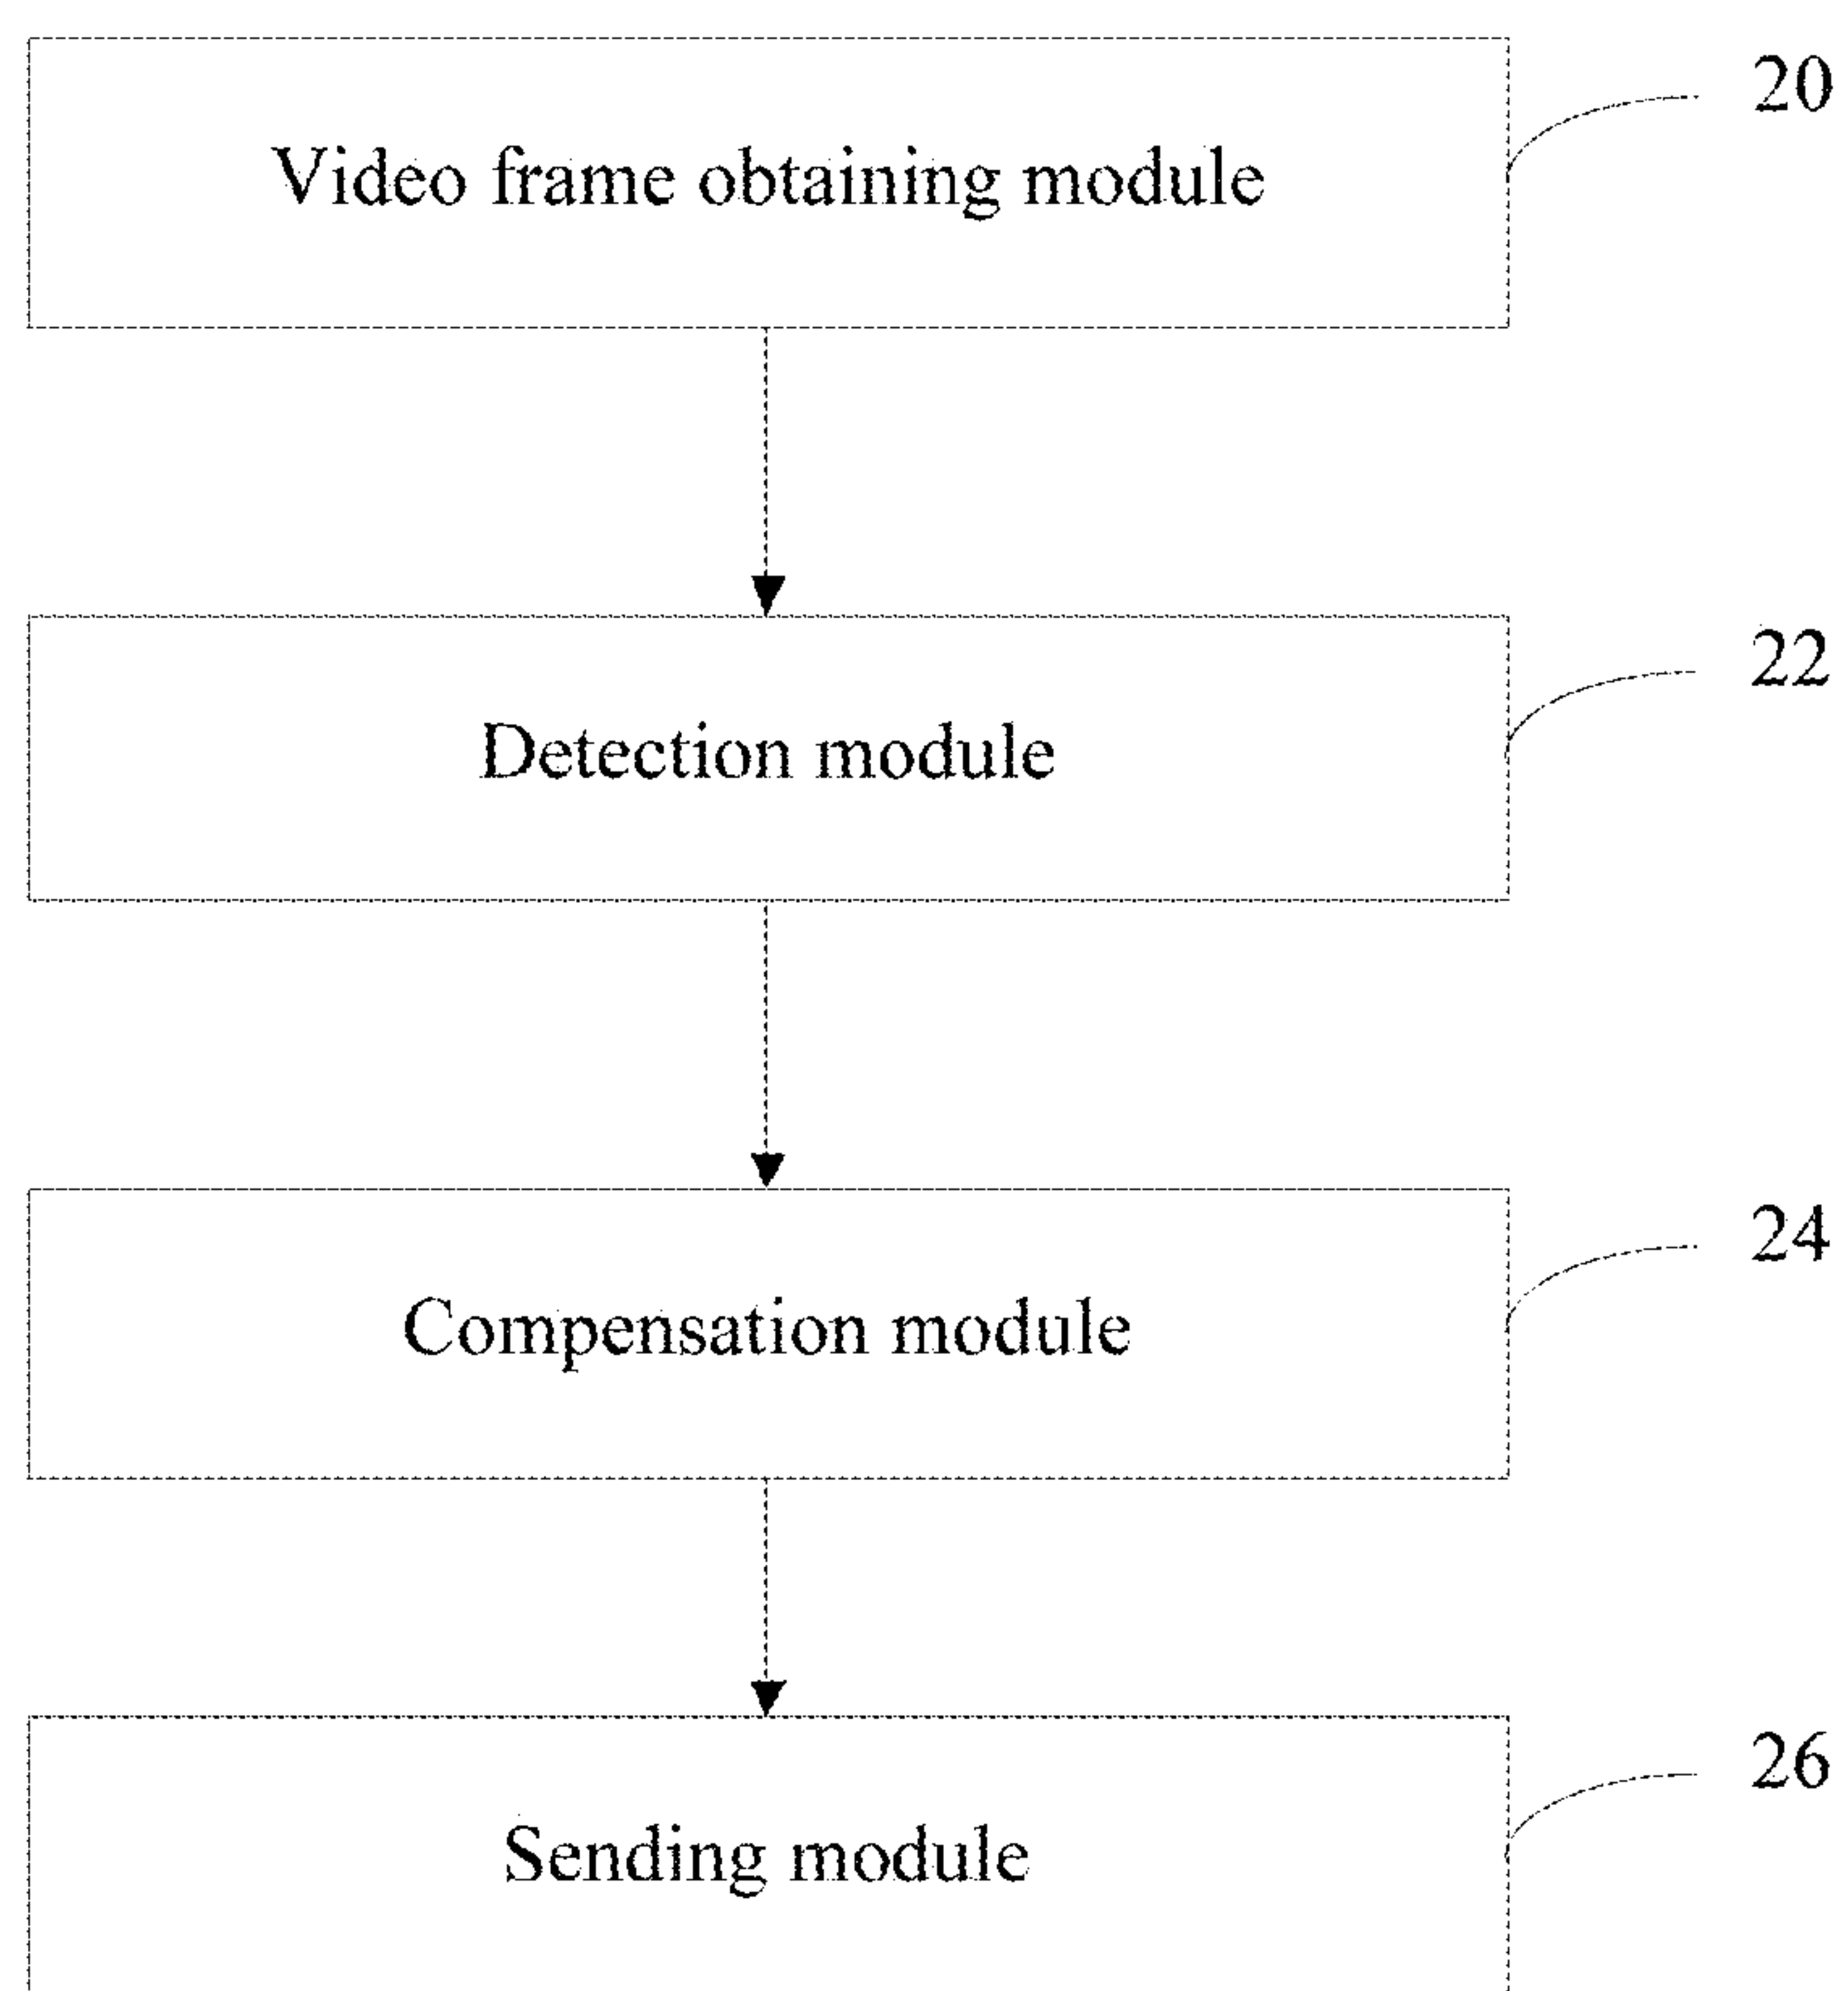 20
Video frame obtaining module
22
Detection module
24
Compensation module
26
Sending module